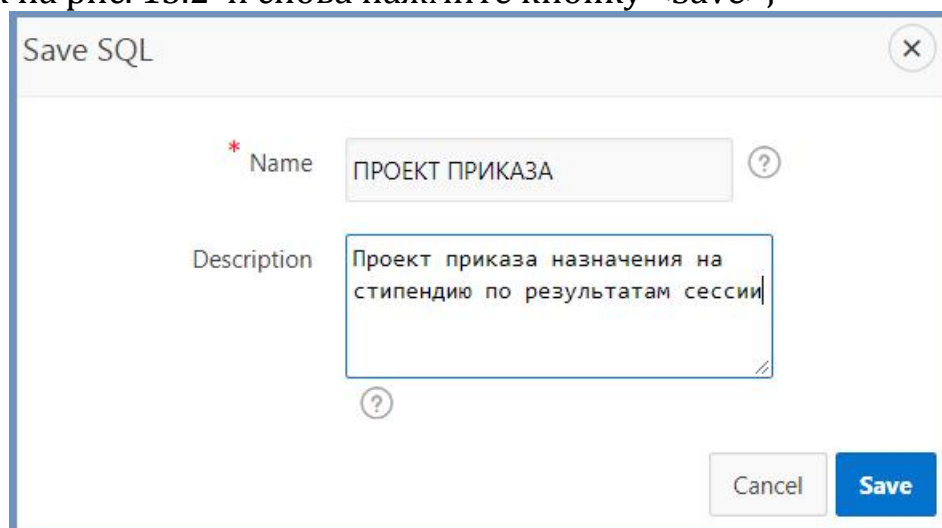 к на рис. 13.2 и снова нажмите кнопку «Save»;
Save SQL
* Name
ПРОЕКТ ПРИКАЗА
Description
Проект приказа назначения на
стипендию по результатам сессии
Cancel
Save